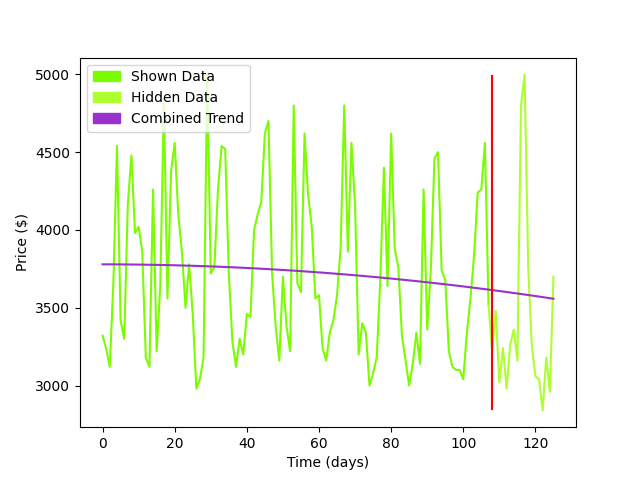 Shown Data
Hidden Data
Combined Trend
5000
4500
4000
3500
3000
Price ($)
0 20 40 60 80 100 120
Time (days)